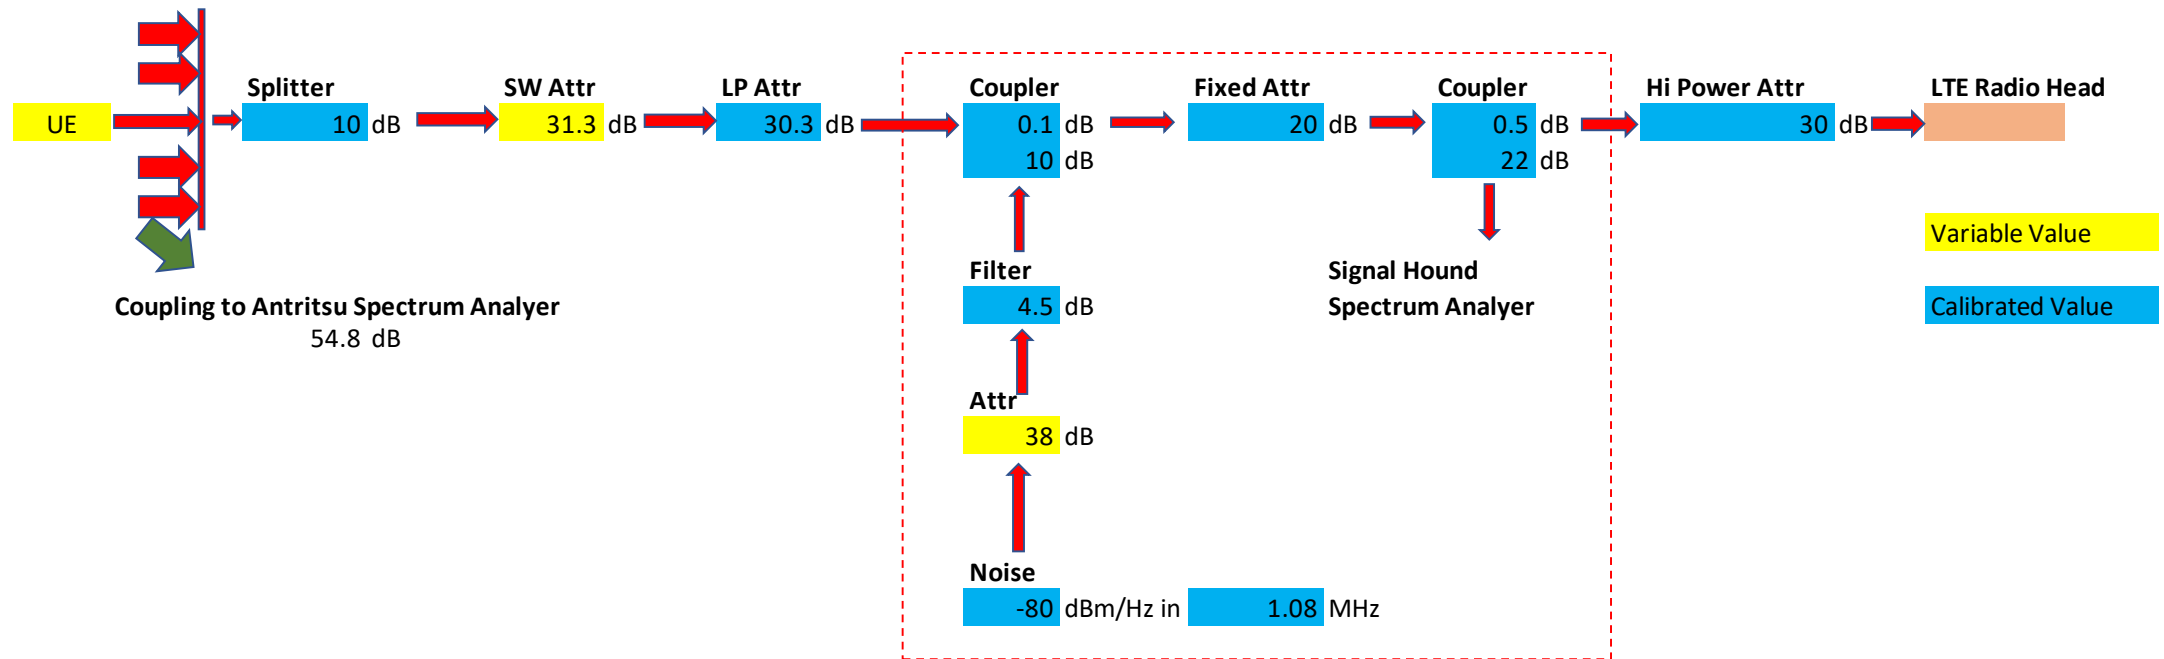 Splitter SW Attr LP Attr Coupler Fixed Attr Coupler Hi Power Attr LTE Radio Head
UE 10 dB 31.3 dB 30.3 dB 0.1 dB 20 dB 0.5 dB 30 dB
10 dB 22 dB
Variable Value
Filter Signal Hound
4.5 dB Spectrum Analyer
Coupling to Antritsu Spectrum Analyer Calibrated Value
54.8 dB
Attr
38 dB
Noise
-80 dBm/Hz in 1.08 MHz